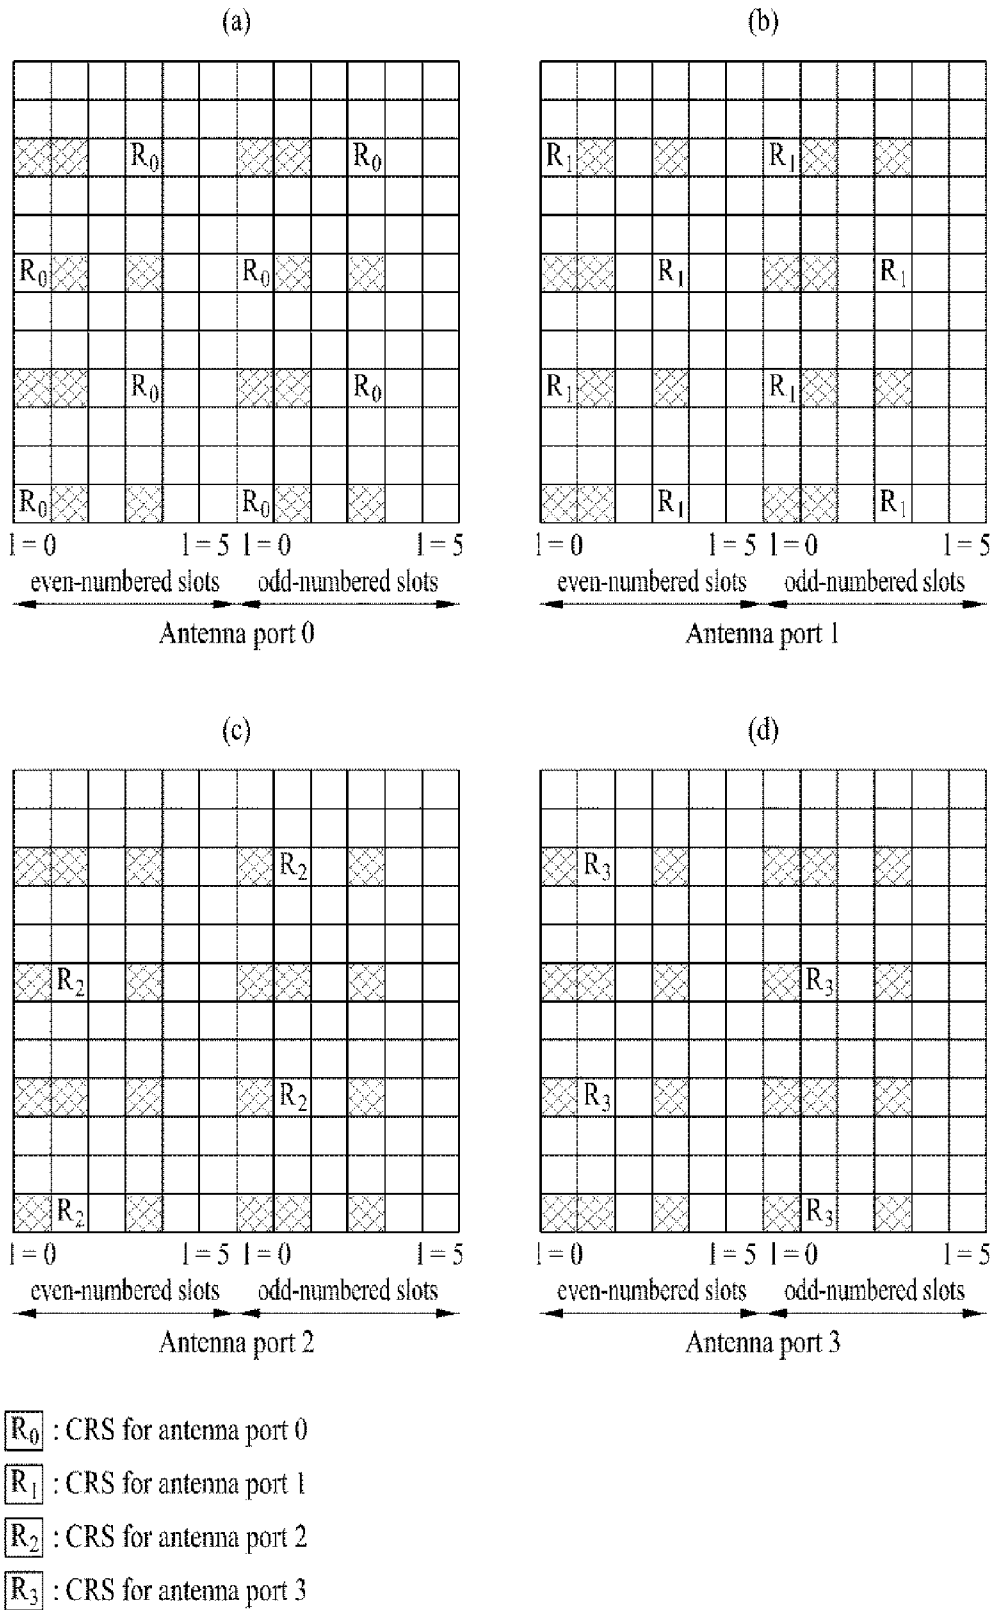 (a) (b)
R0 R0 R1 R1
R0 R0 R1 R1
R0 R0 R1 R1
R0 R0 R1 R1
l = 0 l = 5 l = 0 l = 5 l = 0 l = 5 l = 0 l = 5
even-numbered slots odd-numbered slots even-numbered slots odd-numbered slots
Antenna port 0 Antenna port 1
(c) (d)
R2 R3
R2 R3
R2 R3
R2 R3
l = 0 l = 5 l = 0 l = 5 l = 0 l = 5 l = 0 l = 5
even-numbered slots odd-numbered slots even-numbered slots odd-numbered slots
Antenna port 2 Antenna port 3
R0 : CRS for antenna port 0
R1 : CRS for antenna port 1
R2 : CRS for antenna port 2
R3 : CRS for antenna port 3